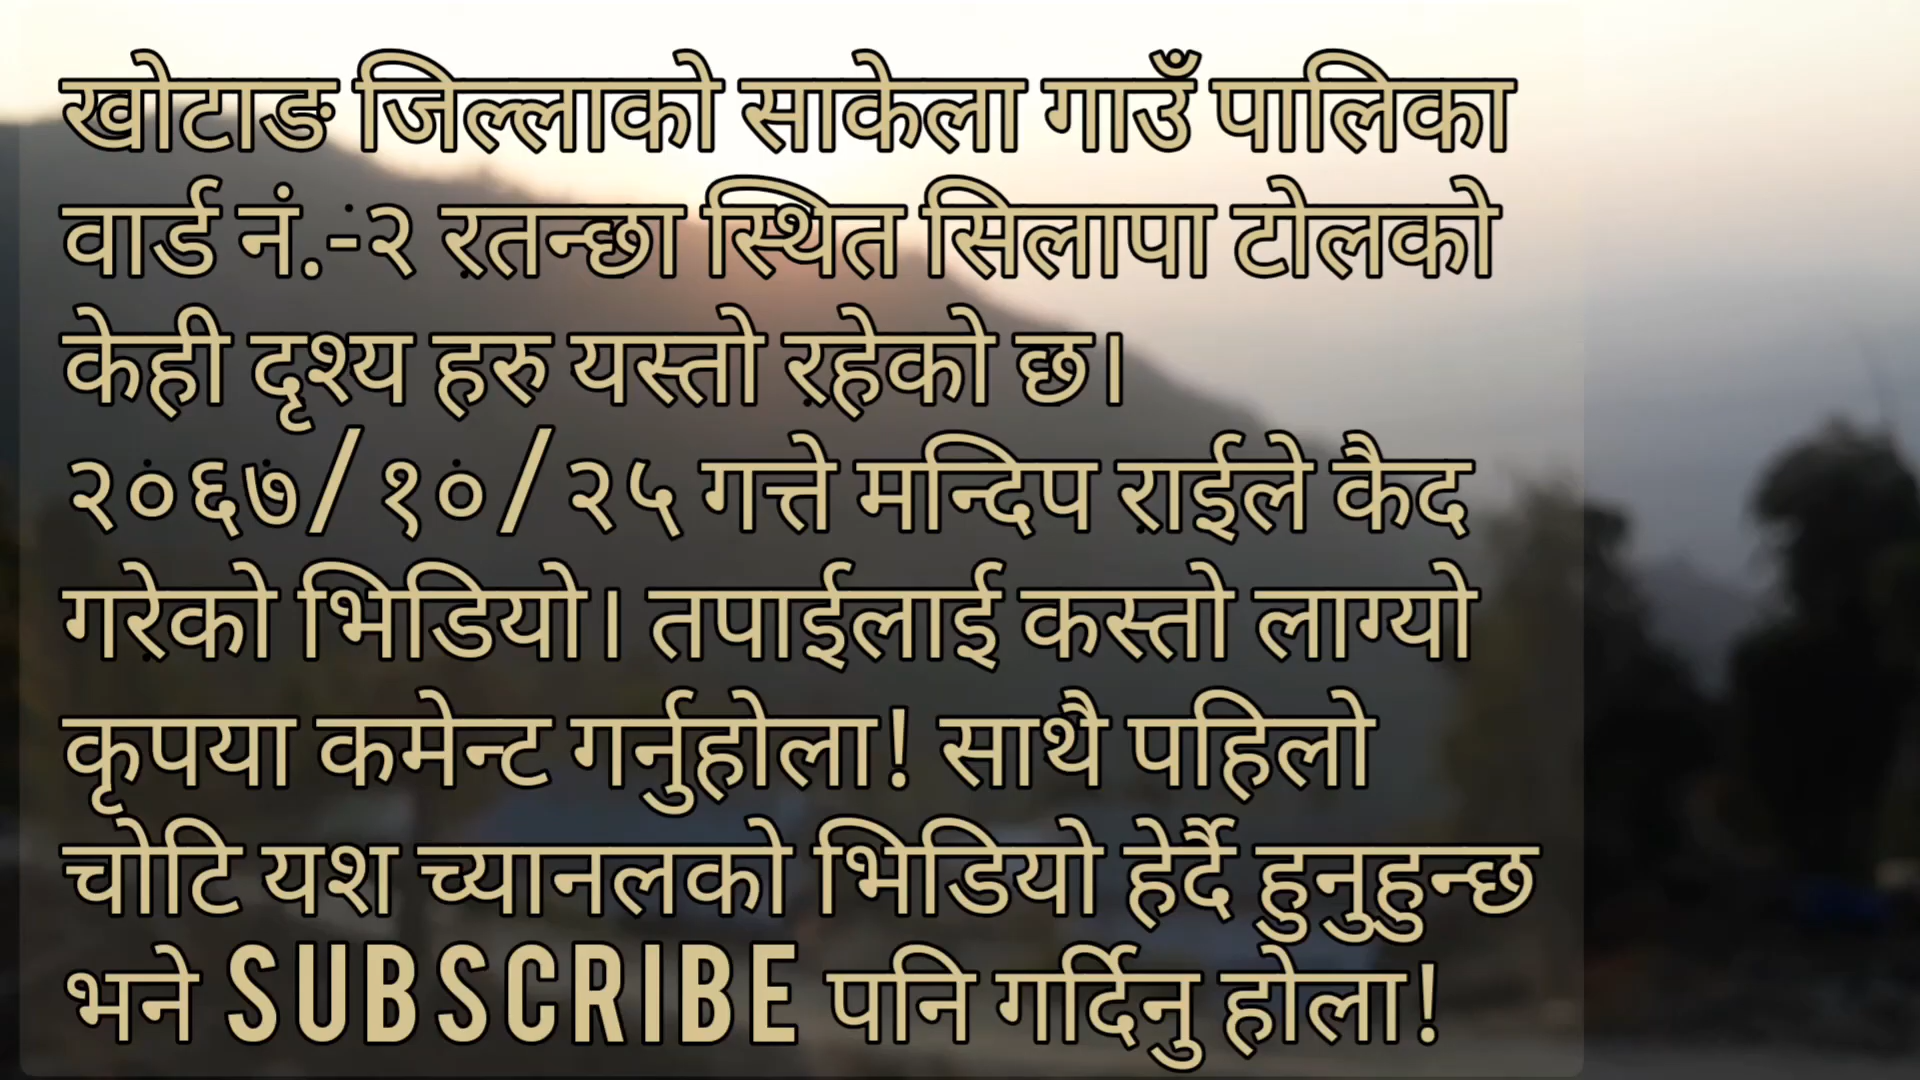 खोटाङ जिल्लाको साकेला गाउँ पालिका
वार्ड नं.-२ रतन्छा स्थित सिलापा टोलको
केही दृश्य हरु यस्तो रहेको छ।
२०६७/१०/२५ गत्ते मन्दिप राईले कैद
गरेको भिडियो। तपाईलाई कस्तो लाग्यो
कृपया कमेन्ट गर्नुहोला! साथै पहिलो
चोटि यश च्यानलको भिडियो हेर्दै हुनुहुन्छ
भने SUBSCRIBE पनि गर्दिनु होला!